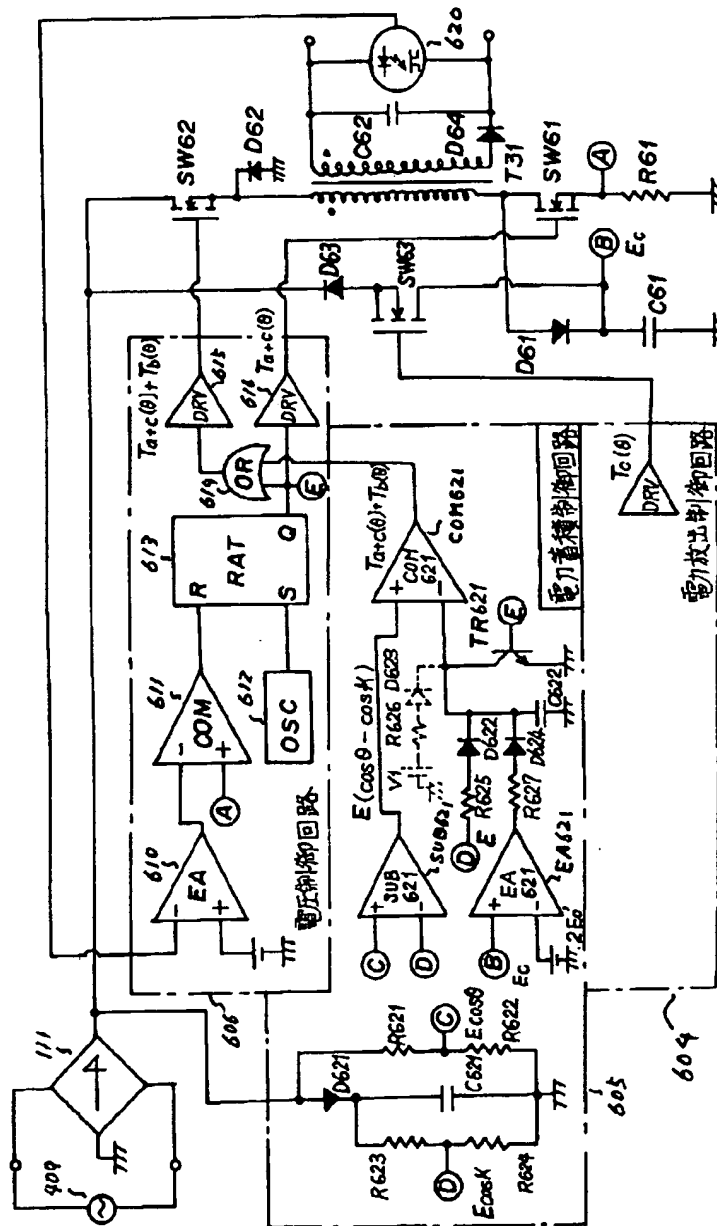 409
111
606
610
EA
-
+
611
COM
-
+
A
612
OSC
613
R
RAT
S
Q
619
OR
E
Ta+c(θ)+Tb(θ)
DRV
615
616
DRV
Ta+c(θ)
電圧制御回路
SW62
D62
D63
SW63
T31
C62
D64
620
SW61
A
R61
B
Ec
D61
C61
D621
R621
C
Ecosθ
R622
C621
R623
D
EcosK
R624
605
604
C
D
+
SUB
621
-
SUB621
E(cosθ-cosK)
V1
R626
D623
D
E
R625
D622
B
Ec
+
EA
621
-
EA621
2Eo'
R627
D624
C622
TR621
E
+
COM
621
-
COM621
Ta+c(θ)+Tb(θ)
電力蓄積制御回路
DRV
Tc(θ)
電力放出制御回路